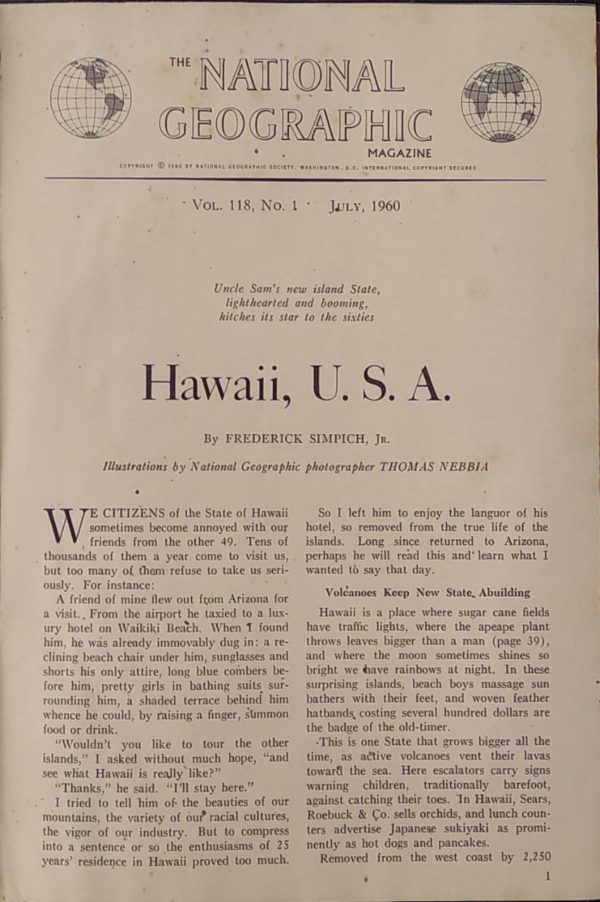 THE NATIONAL
GEOGRAPHIC
MAGAZINE
COPYRIGHT © 1960 BY NATIONAL GEOGRAPHIC SOCIETY, WASHINGTON, D.C. INTERNATIONAL COPYRIGHT SECURED
VOL. 118, No. 1 JULY, 1960
Uncle Sam's new island State,
lighthearted and booming,
hitches its star to the sixties
Hawaii, U. S. A.
By FREDERICK SIMPICH, JR.
Illustrations by National Geographic photographer THOMAS NEBBIA
WE CITIZENS of the State of Hawaii
sometimes become annoyed with our
friends from the other 49. Tens of
thousands of them a year come to visit us,
but too many of them refuse to take us seri-
ously. For instance:
A friend of mine flew out from Arizona for
a visit. From the airport he taxied to a lux-
ury hotel on Waikiki Beach. When I found
him, he was already immovably dug in: a re-
clining beach chair under him, sunglasses and
shorts his only attire, long blue combers be-
fore him, pretty girls in bathing suits sur-
rounding him, a shaded terrace behind him
whence he could, by raising a finger, summon
food or drink.
"Wouldn't you like to tour the other
islands," I asked without much hope, "and
see what Hawaii is really like?"
"Thanks," he said. "I'll stay here."
I tried to tell him of the beauties of our
mountains, the variety of our racial cultures,
the vigor of our industry. But to compress
into a sentence or so the enthusiasms of 25
years' residence in Hawaii proved too much.
So I left him to enjoy the languor of his
hotel, so removed from the true life of the
islands. Long since returned to Arizona,
perhaps he will read this and learn what I
wanted to say that day.
Volcanoes Keep New State Abuilding
Hawaii is a place where sugar cane fields
have traffic lights, where the apeape plant
throws leaves bigger than a man (page 39),
and where the moon sometimes shines so
bright we have rainbows at night. In these
surprising islands, beach boys massage sun
bathers with their feet, and woven feather
hatbands costing several hundred dollars are
the badge of the old-timer.
This is one State that grows bigger all the
time, as active volcanoes vent their lavas
toward the sea. Here escalators carry signs
warning children, traditionally barefoot,
against catching their toes. In Hawaii, Sears,
Roebuck & Co. sells orchids, and lunch coun-
ters advertise Japanese sukiyaki as promi-
nently as hot dogs and pancakes.
Removed from the west coast by 2,250
1